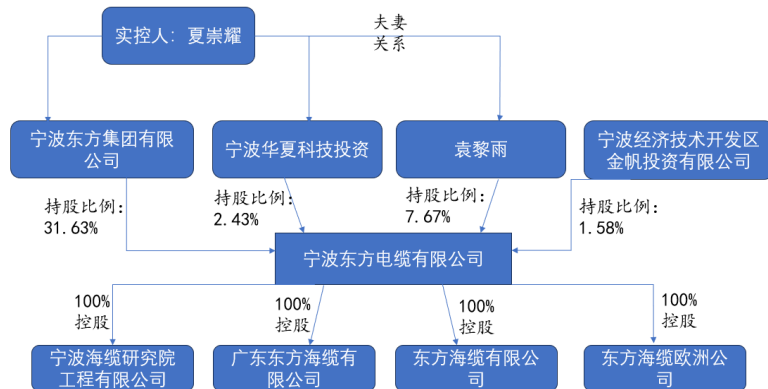 实控人：夏崇耀
夫妻
关系
宁波东方集团有限
公司
宁波华夏科技投资
袁黎雨
宁波经济技术开发区
金帆投资有限公司
持股比例：
31.63%
持股比例：
2.43%
持股比例：
7.67%
持股比例：
1.58%
宁波东方电缆有限公司
100%
控股
100%
控股
100%
控股
100%
控股
宁波海缆研究院
工程有限公司
广东东方海缆有
限公司
东方海缆有限公
司
东方海缆欧洲公
司